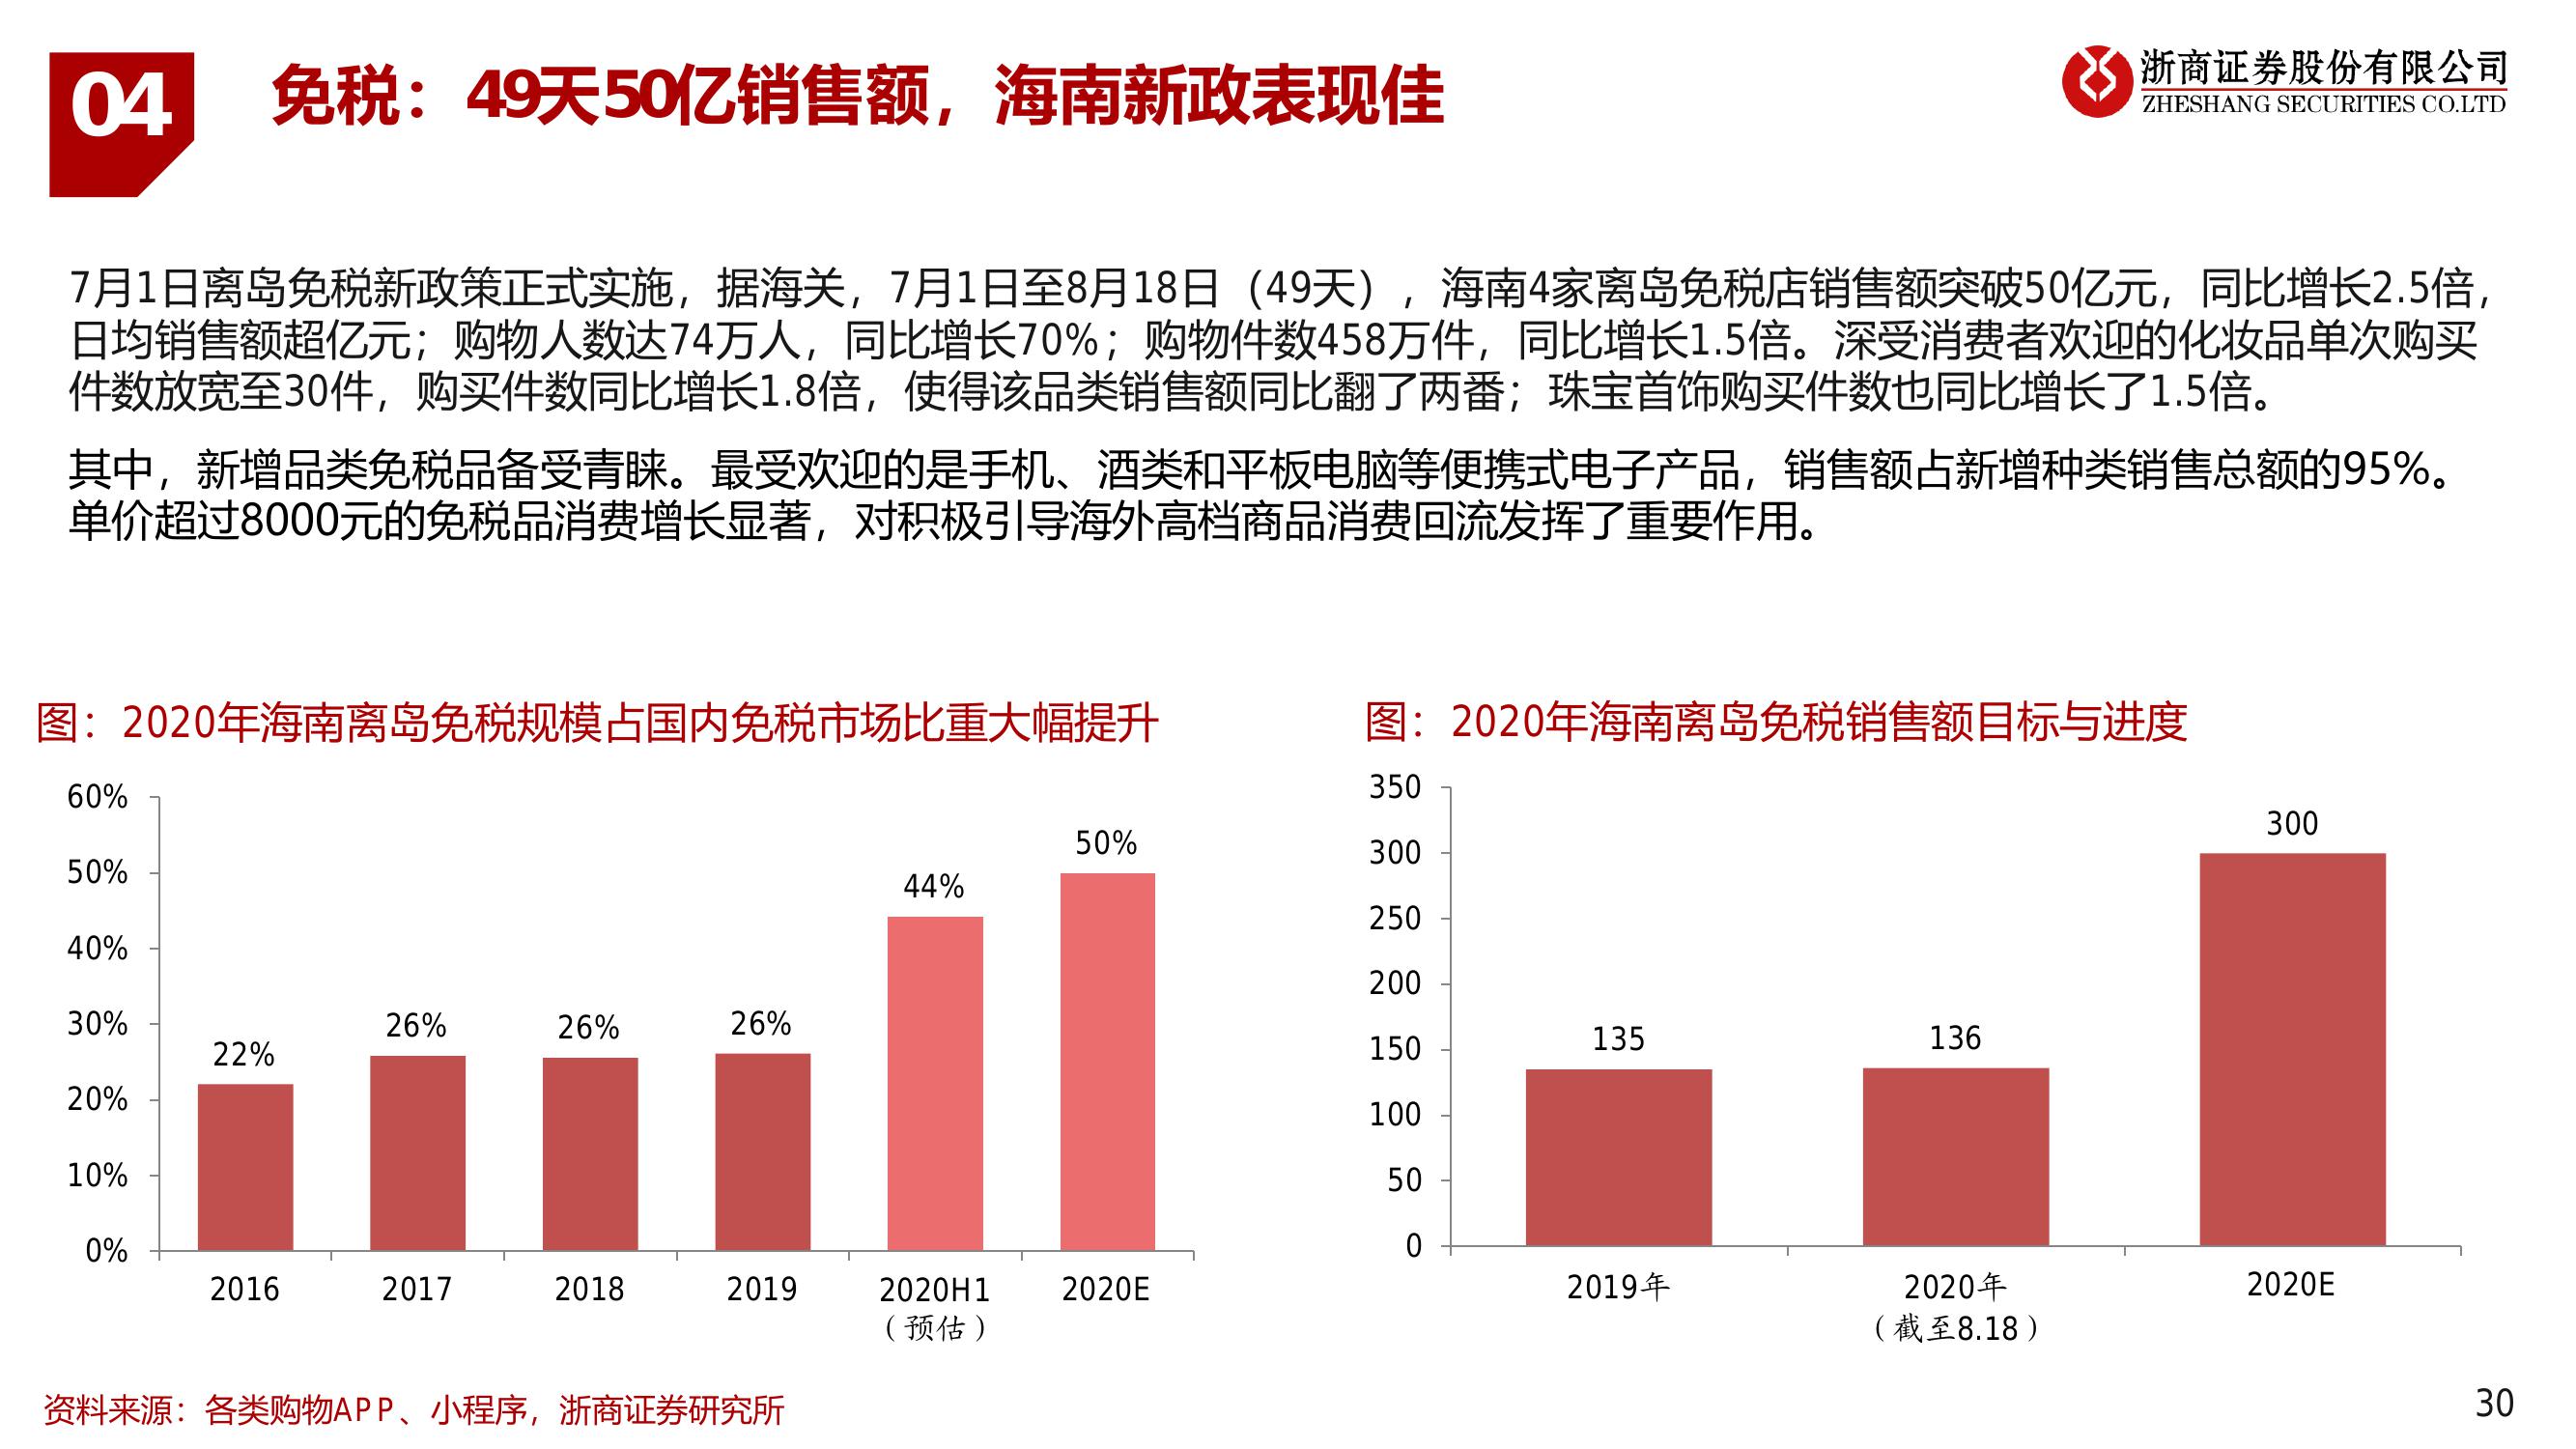 04
免税：49天50亿销售额，海南新政表现佳
浙商证券股份有限公司
ZHESHANG SECURITIES CO.LTD
7月1日离岛免税新政策正式实施，据海关，7月1日至8月18日（49天），海南4家离岛免税店销售额突破50亿元，同比增长2.5倍，
日均销售额超亿元；购物人数达74万人，同比增长70%；购物件数458万件，同比增长1.5倍。深受消费者欢迎的化妆品单次购买
件数放宽至30件，购买件数同比增长1.8倍，使得该品类销售额同比翻了两番；珠宝首饰购买件数也同比增长了1.5倍。
其中，新增品类免税品备受青睐。最受欢迎的是手机、酒类和平板电脑等便携式电子产品，销售额占新增种类销售总额的95%。
单价超过8000元的免税品消费增长显著，对积极引导海外高档商品消费回流发挥了重要作用。
图：2020年海南离岛免税规模占国内免税市场比重大幅提升
60%
50%
40%
30%
20%
10%
0%
22%
26%
26%
26%
44%
50%
2016
2017
2018
2019
2020H1
（预估）
2020E
图：2020年海南离岛免税销售额目标与进度
350
300
250
200
150
100
50
0
135
136
300
2019年
2020年
（截至8.18）
2020E
资料来源：各类购物APP、小程序，浙商证券研究所
30